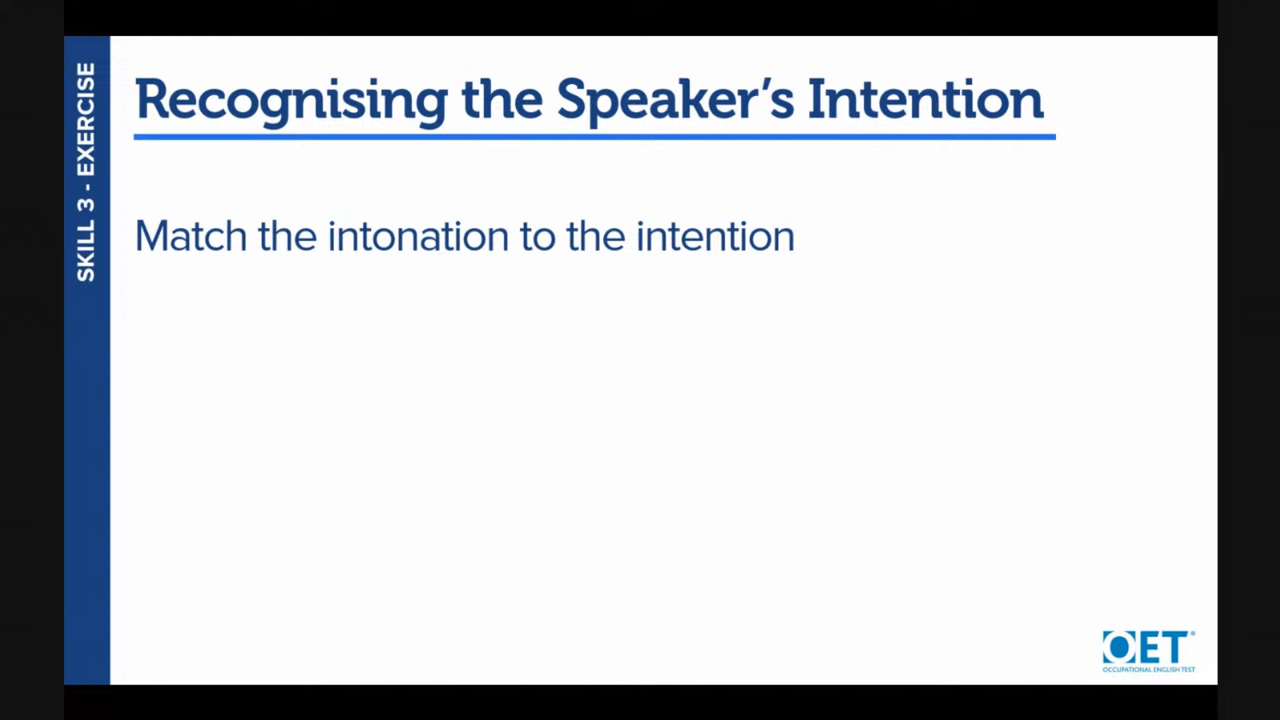 SKILL 3 - EXERCISE
Recognising the Speaker's Intention
Match the intonation to the intention
OET®
OCCUPATIONAL ENGLISH TEST